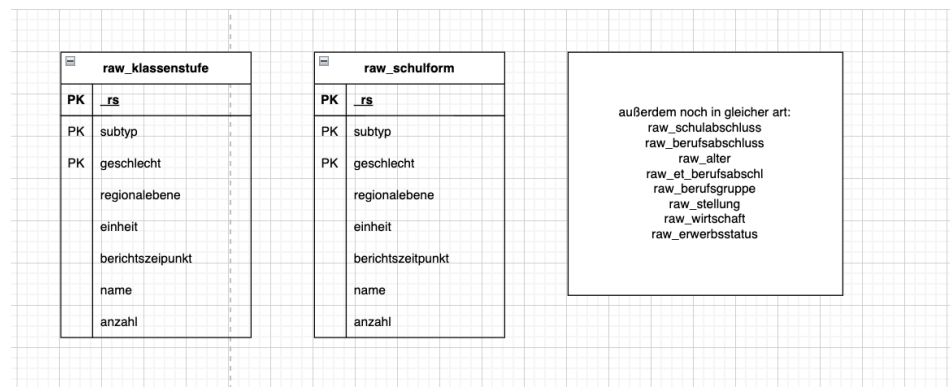 raw_klassenstufe
PK _rs
PK subtyp
PK geschlecht
regionalebene
einheit
berichtszeipunkt
name
anzahl
raw_schulform
PK _rs
PK subtyp
PK geschlecht
regionalebene
einheit
berichtszeitpunkt
name
anzahl
außerdem noch in gleicher art:
raw_schulabschluss
raw_berufsabschluss
raw_alter
raw_et_berufsabschl
raw_berufsgruppe
raw_stellung
raw_wirtschaft
raw_erwerbsstatus